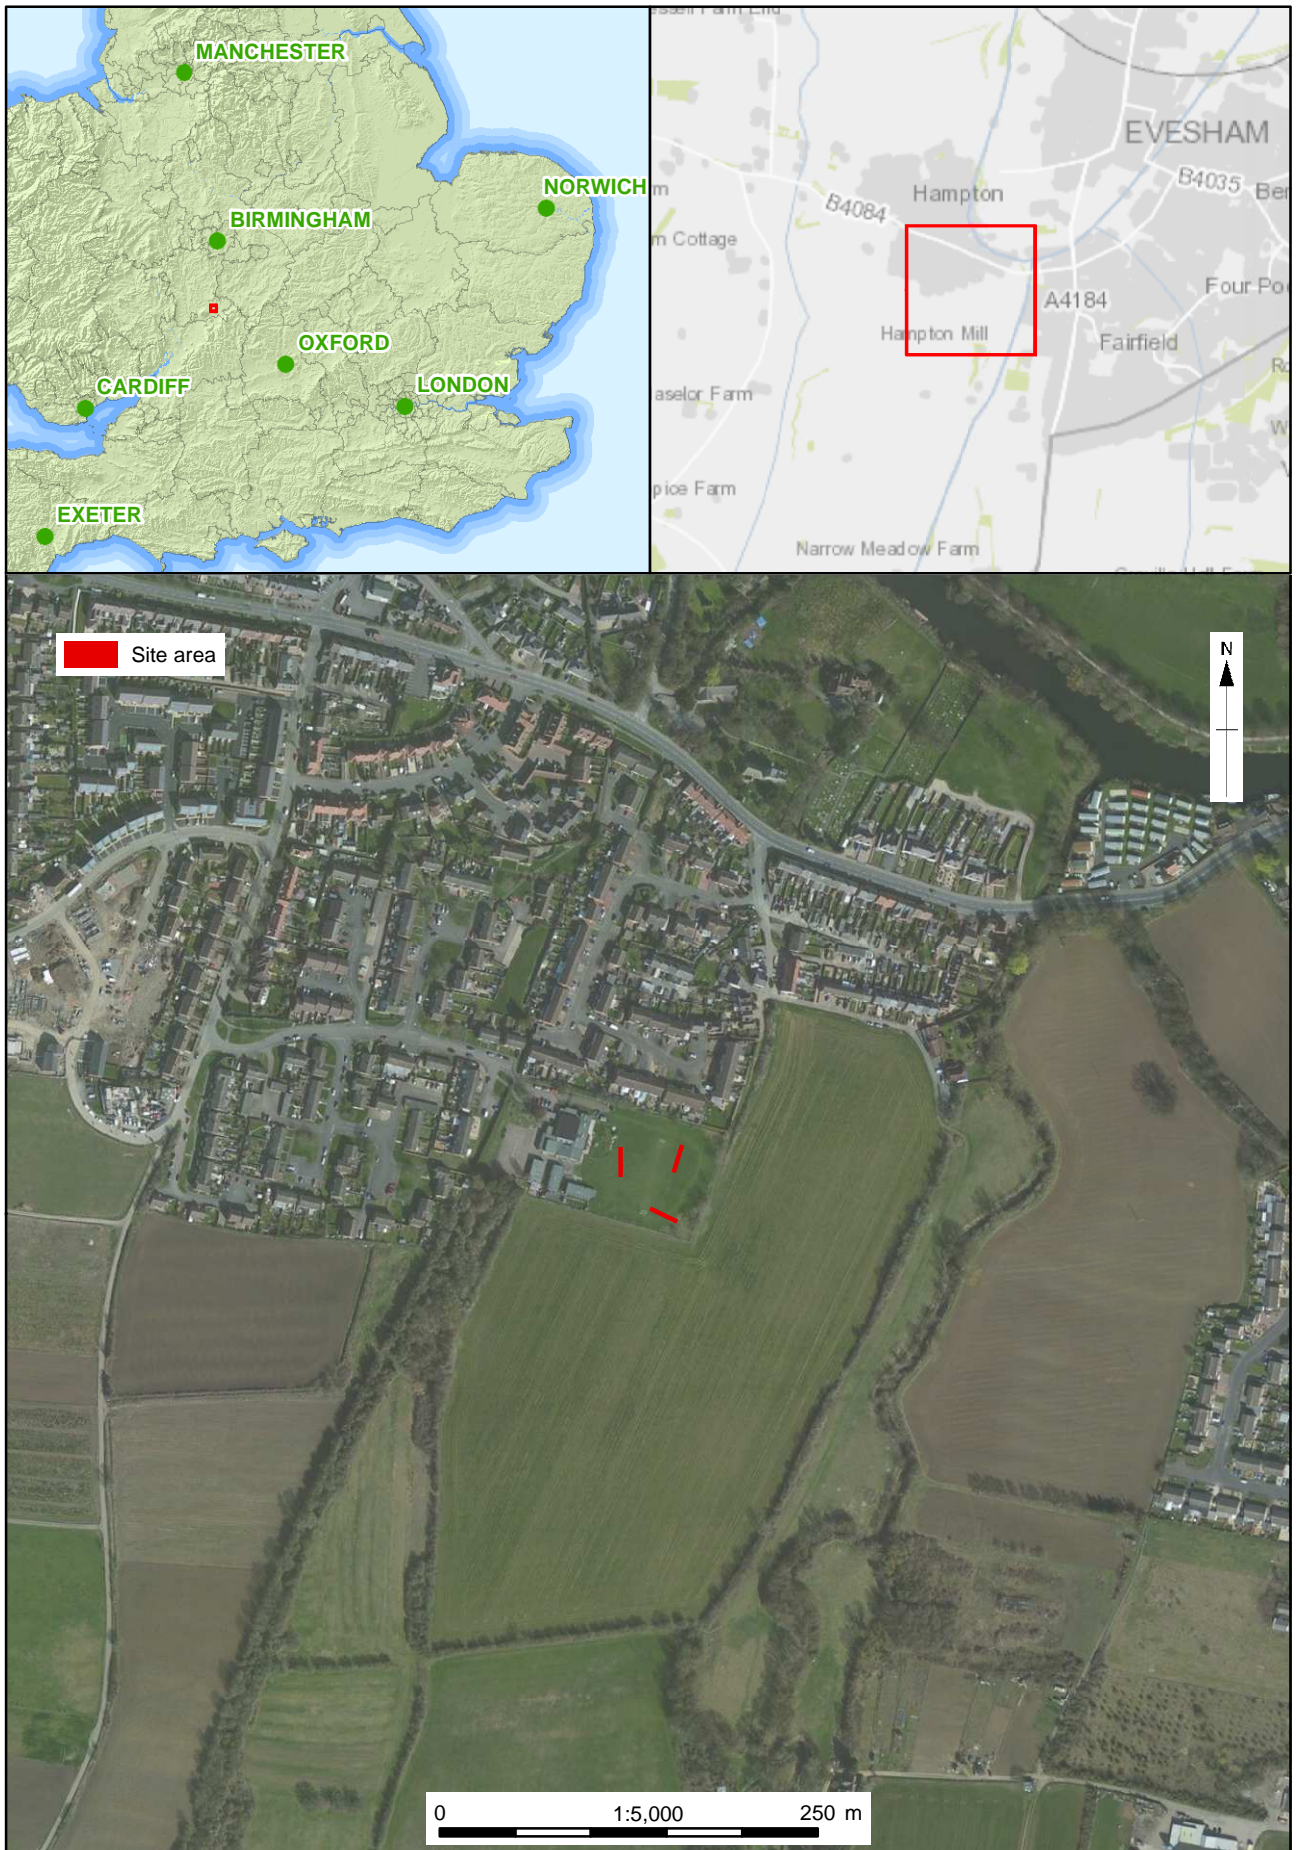 MANCHESTER
NORWICH
BIRMINGHAM
OXFORD
CARDIFF
LONDON
EXETER
EVESHAM
B4035
Hampton
B4084
m Cottage
Four Po
A4184
Hampton Mill
Fairfield
aselor Farm
pice Farm
Narrow Meadow Farm
Site area
N
0 1:5,000 250 m